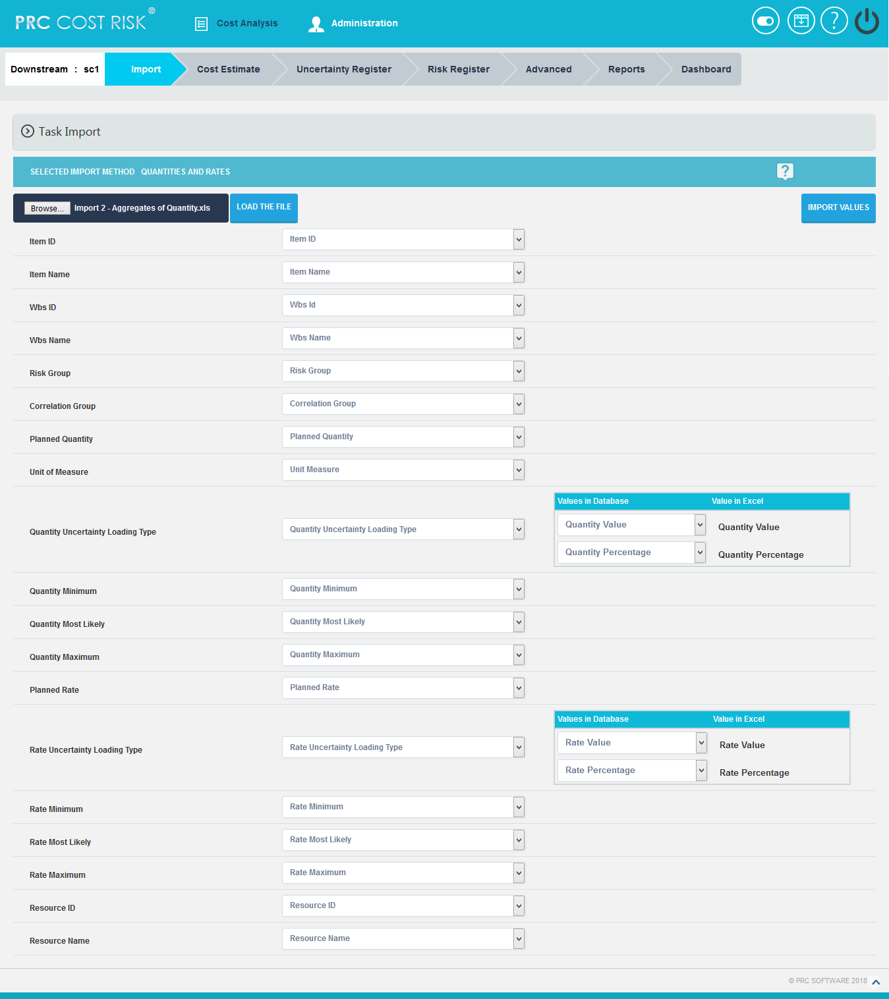 PRC COST RISK ®
Cost Analysis
Administration
?
Downstream : sc1
Import
Cost Estimate
Uncertainty Register
Risk Register
Advanced
Reports
Dashboard
Task Import
SELECTED IMPORT METHOD QUANTITIES AND RATES
?
Browse... Import 2 - Aggregates of Quantity.xls
LOAD THE FILE
IMPORT VALUES
Item ID
Item ID
Item Name
Item Name
Wbs ID
Wbs Id
Wbs Name
Wbs Name
Risk Group
Risk Group
Correlation Group
Correlation Group
Planned Quantity
Planned Quantity
Unit of Measure
Unit Measure
Quantity Uncertainty Loading Type
Quantity Uncertainty Loading Type
Values in Database
Value in Excel
Quantity Value
Quantity Value
Quantity Percentage
Quantity Percentage
Quantity Minimum
Quantity Minimum
Quantity Most Likely
Quantity Most Likely
Quantity Maximum
Quantity Maximum
Planned Rate
Planned Rate
Rate Uncertainty Loading Type
Rate Uncertainty Loading Type
Values in Database
Value in Excel
Rate Value
Rate Value
Rate Percentage
Rate Percentage
Rate Minimum
Rate Minimum
Rate Most Likely
Rate Most Likely
Rate Maximum
Rate Maximum
Resource ID
Resource ID
Resource Name
Resource Name
© PRC SOFTWARE 2018